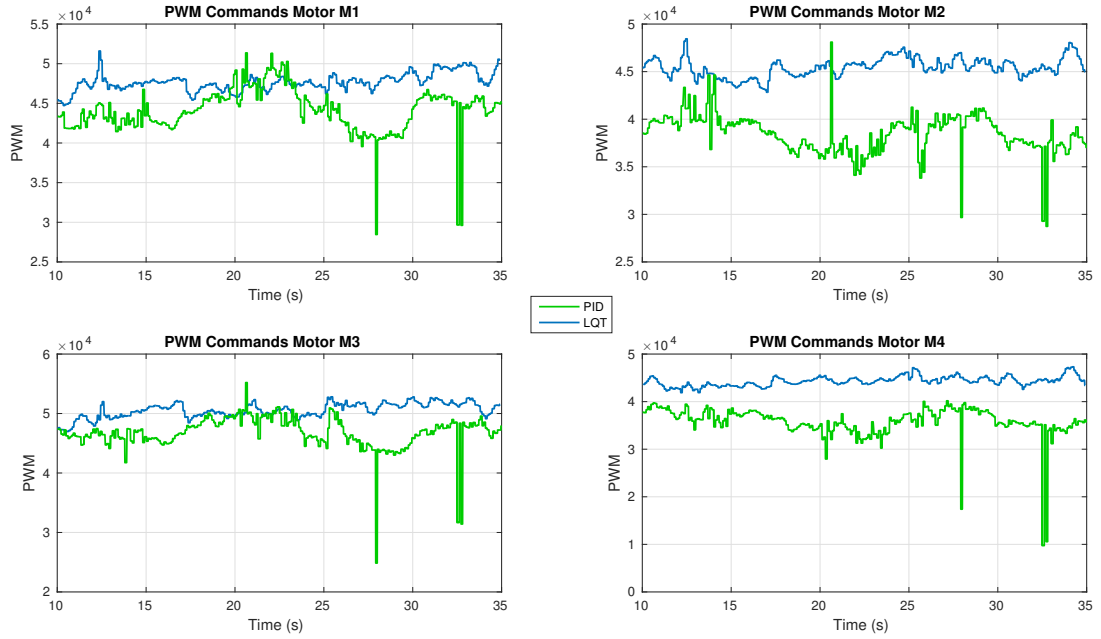 PWM Commands Motor M1
×10⁴
5.5
5
4.5
4
3.5
3
2.5
PWM
10 15 20 25 30 35
Time (s)
PWM Commands Motor M2
×10⁴
5
4.5
4
3.5
3
2.5
PWM
10 15 20 25 30 35
Time (s)
PID
LQT
PWM Commands Motor M3
×10⁴
6
5
4
3
2
PWM
10 15 20 25 30 35
Time (s)
PWM Commands Motor M4
×10⁴
5
4
3
2
1
0
PWM
10 15 20 25 30 35
Time (s)